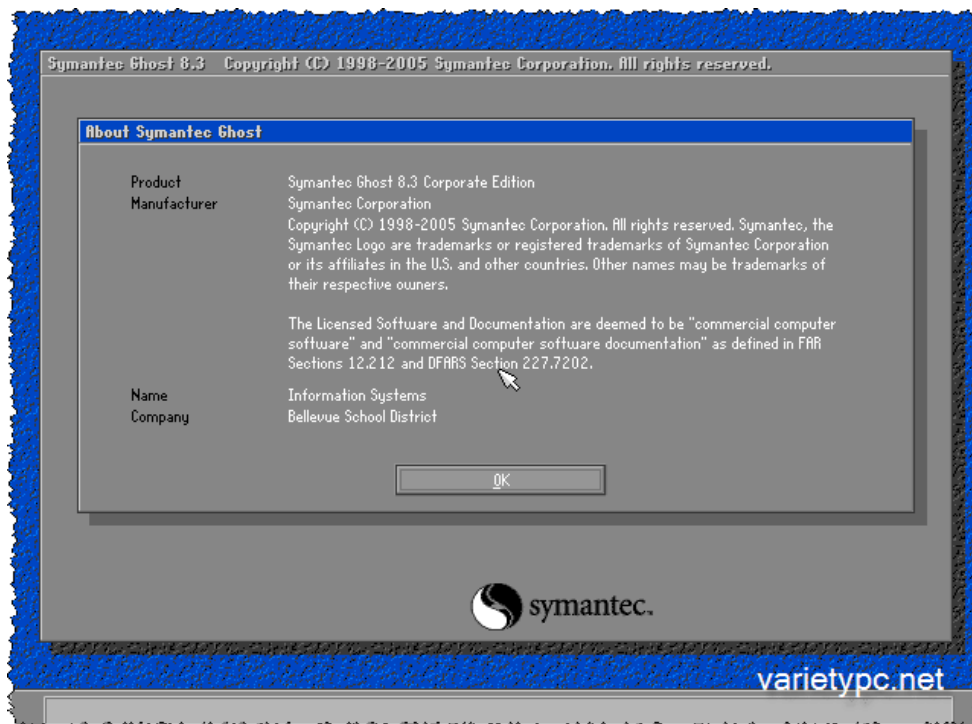 Symantec Ghost 8.3 Copyright (C) 1998-2005 Symantec Corporation. All rights reserved.
About Symantec Ghost
Product Symantec Ghost 8.3 Corporate Edition
Manufacturer Symantec Corporation
Copyright (C) 1998-2005 Symantec Corporation. All rights reserved. Symantec, the
Symantec Logo are trademarks or registered trademarks of Symantec Corporation
or its affiliates in the U.S. and other countries. Other names may be trademarks of
their respective owners.
The Licensed Software and Documentation are deemed to be "commercial computer
software" and "commercial computer software documentation" as defined in FAR
Sections 12.212 and DFARS Section 227.7202.
Name Information Systems
Company Bellevue School District
OK
symantec.
varietypc.net